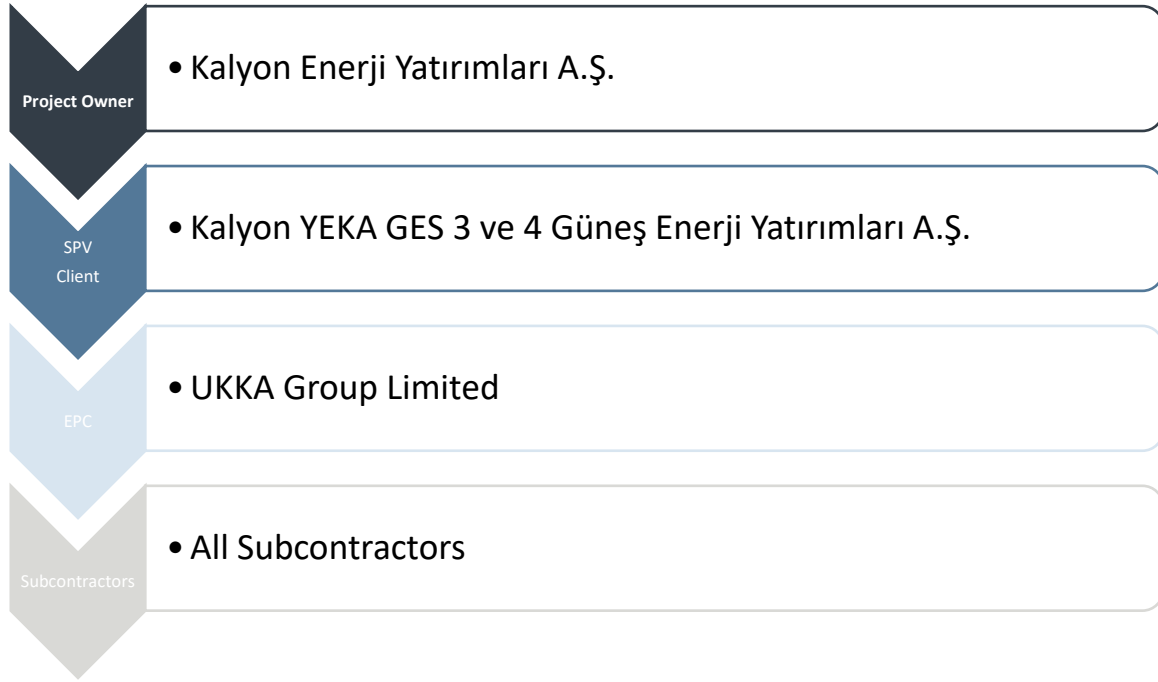 Project Owner
• Kalyon Enerji Yatırımları A.Ş.
SPV
Client
• Kalyon YEKA GES 3 ve 4 Güneş Enerji Yatırımları A.Ş.
EPC
• UKKA Group Limited
Subcontractors
• All Subcontractors